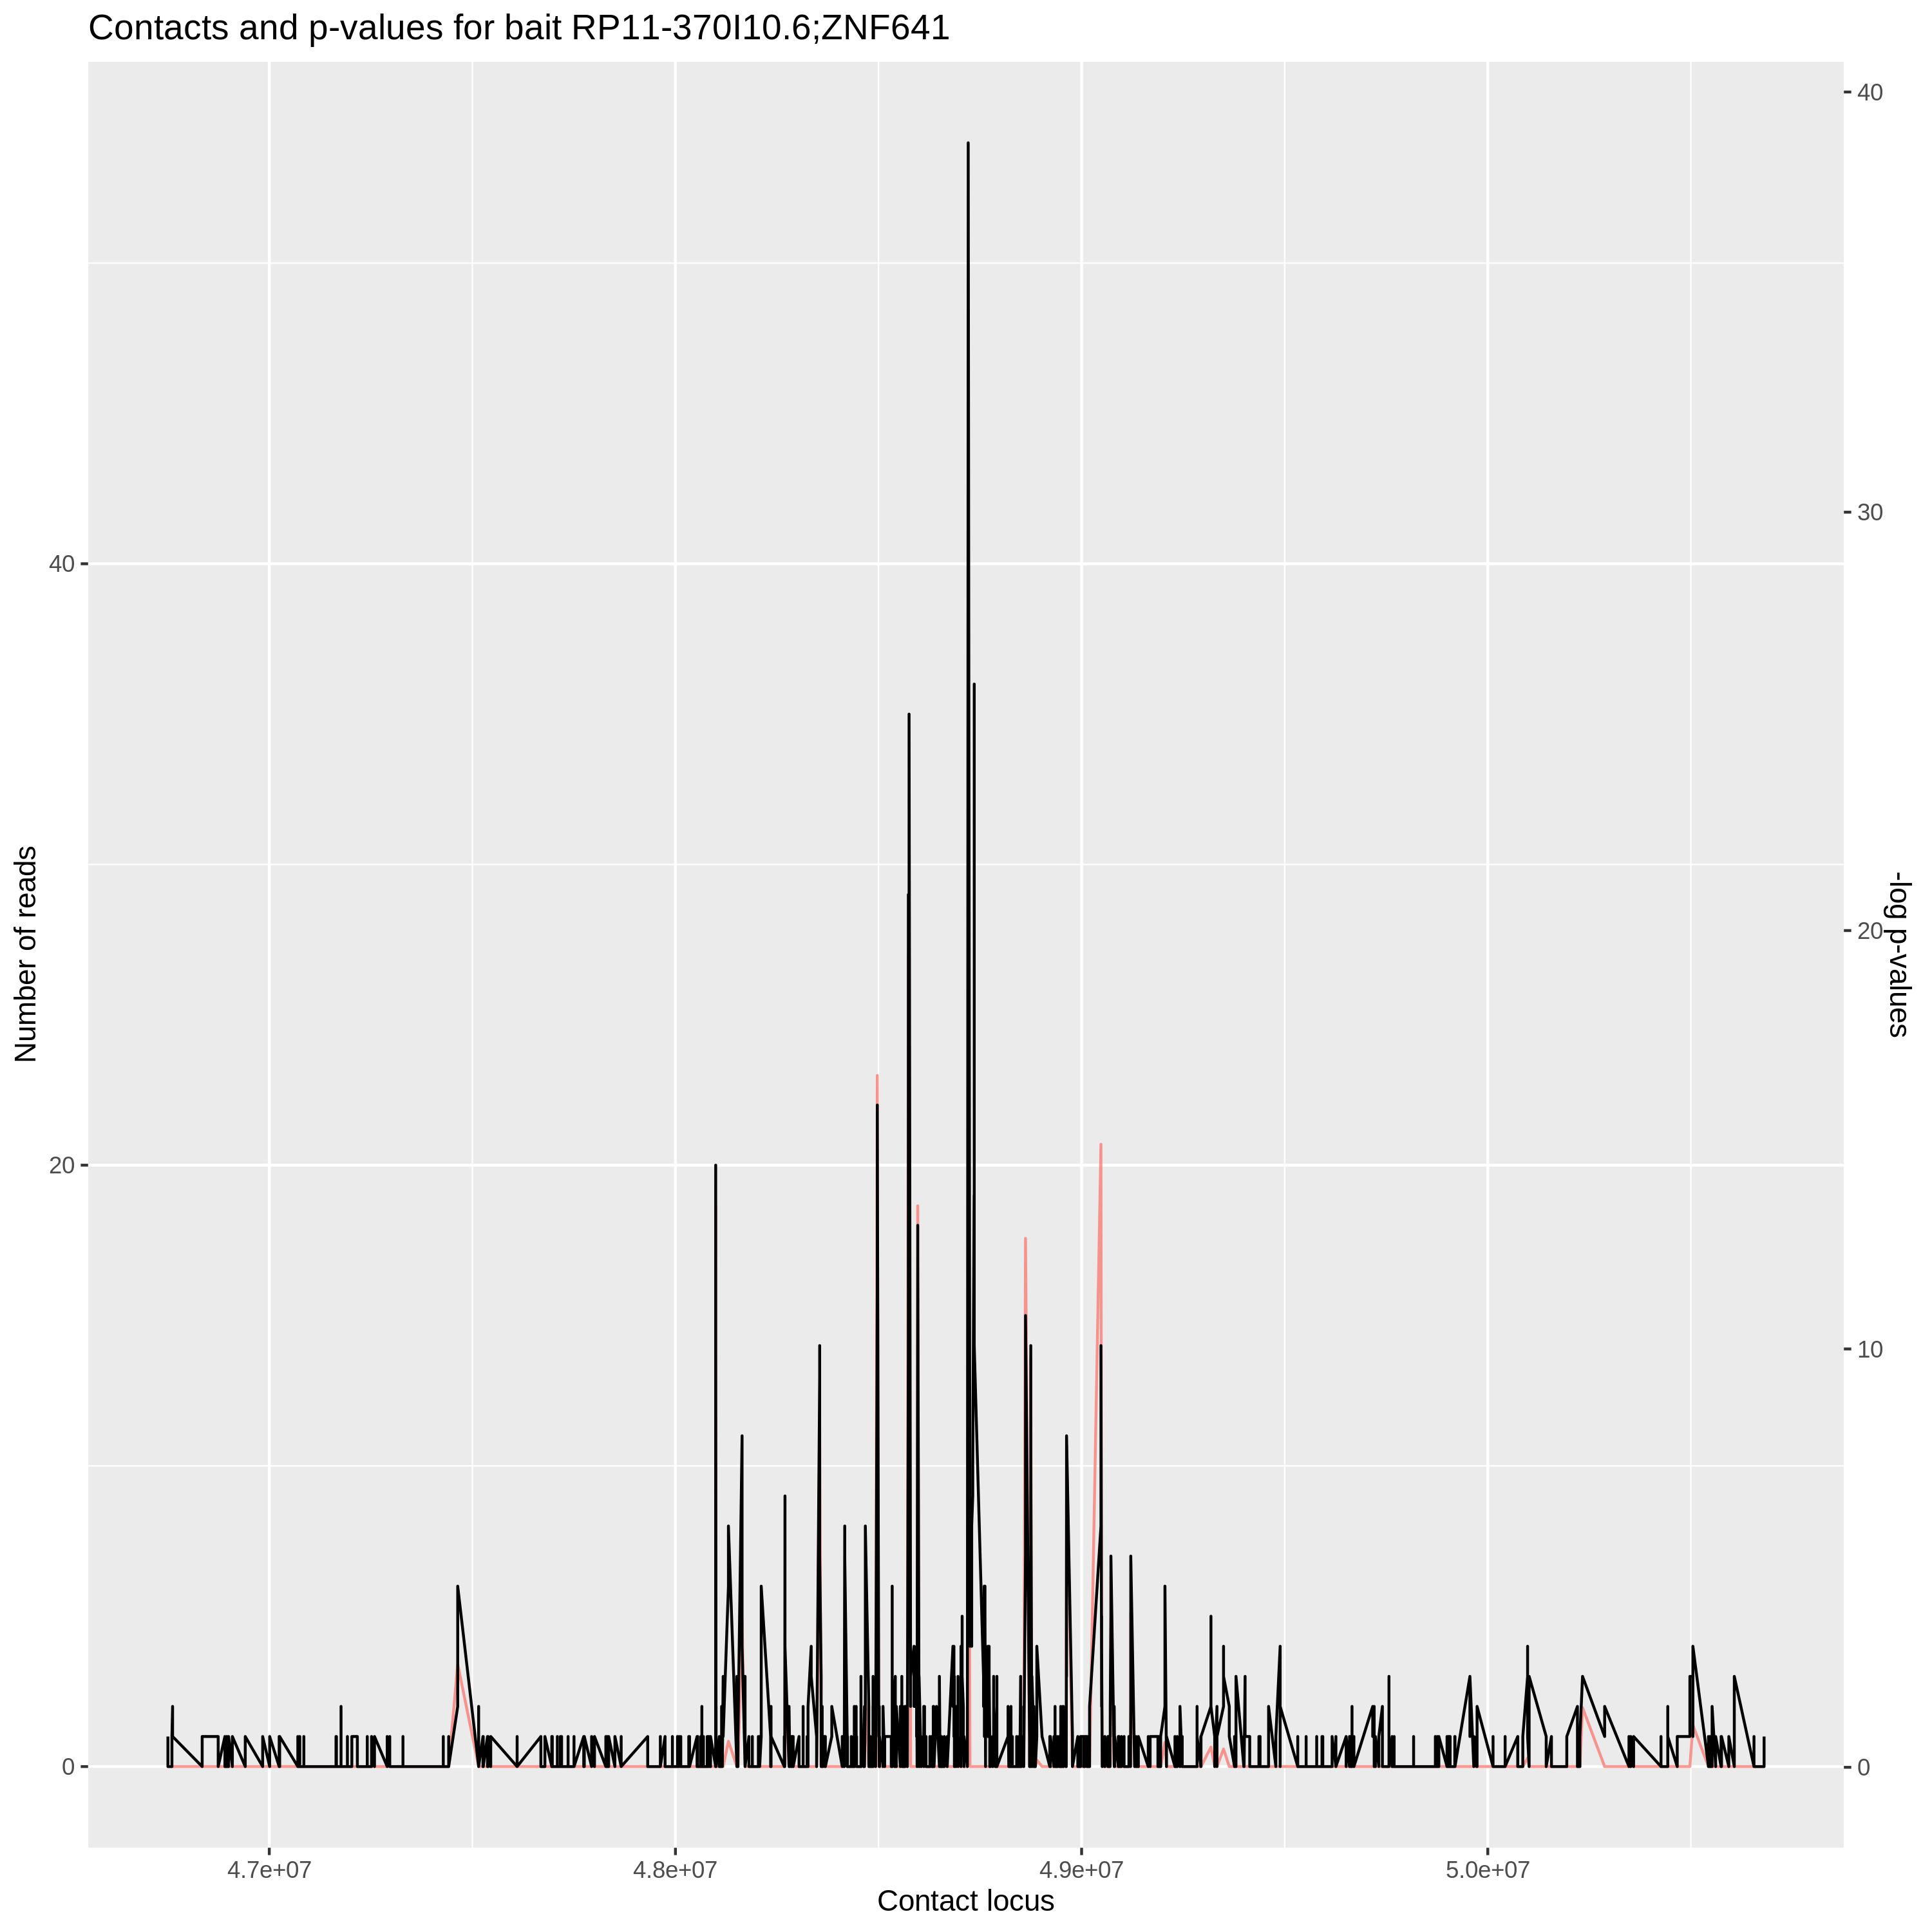 Contacts and p-values for bait RP11-370I10.6;ZNF641
40
20
0
Number of reads
40
30
20
10
0
-log p-values
4.7e+07
4.8e+07
4.9e+07
5.0e+07
Contact locus